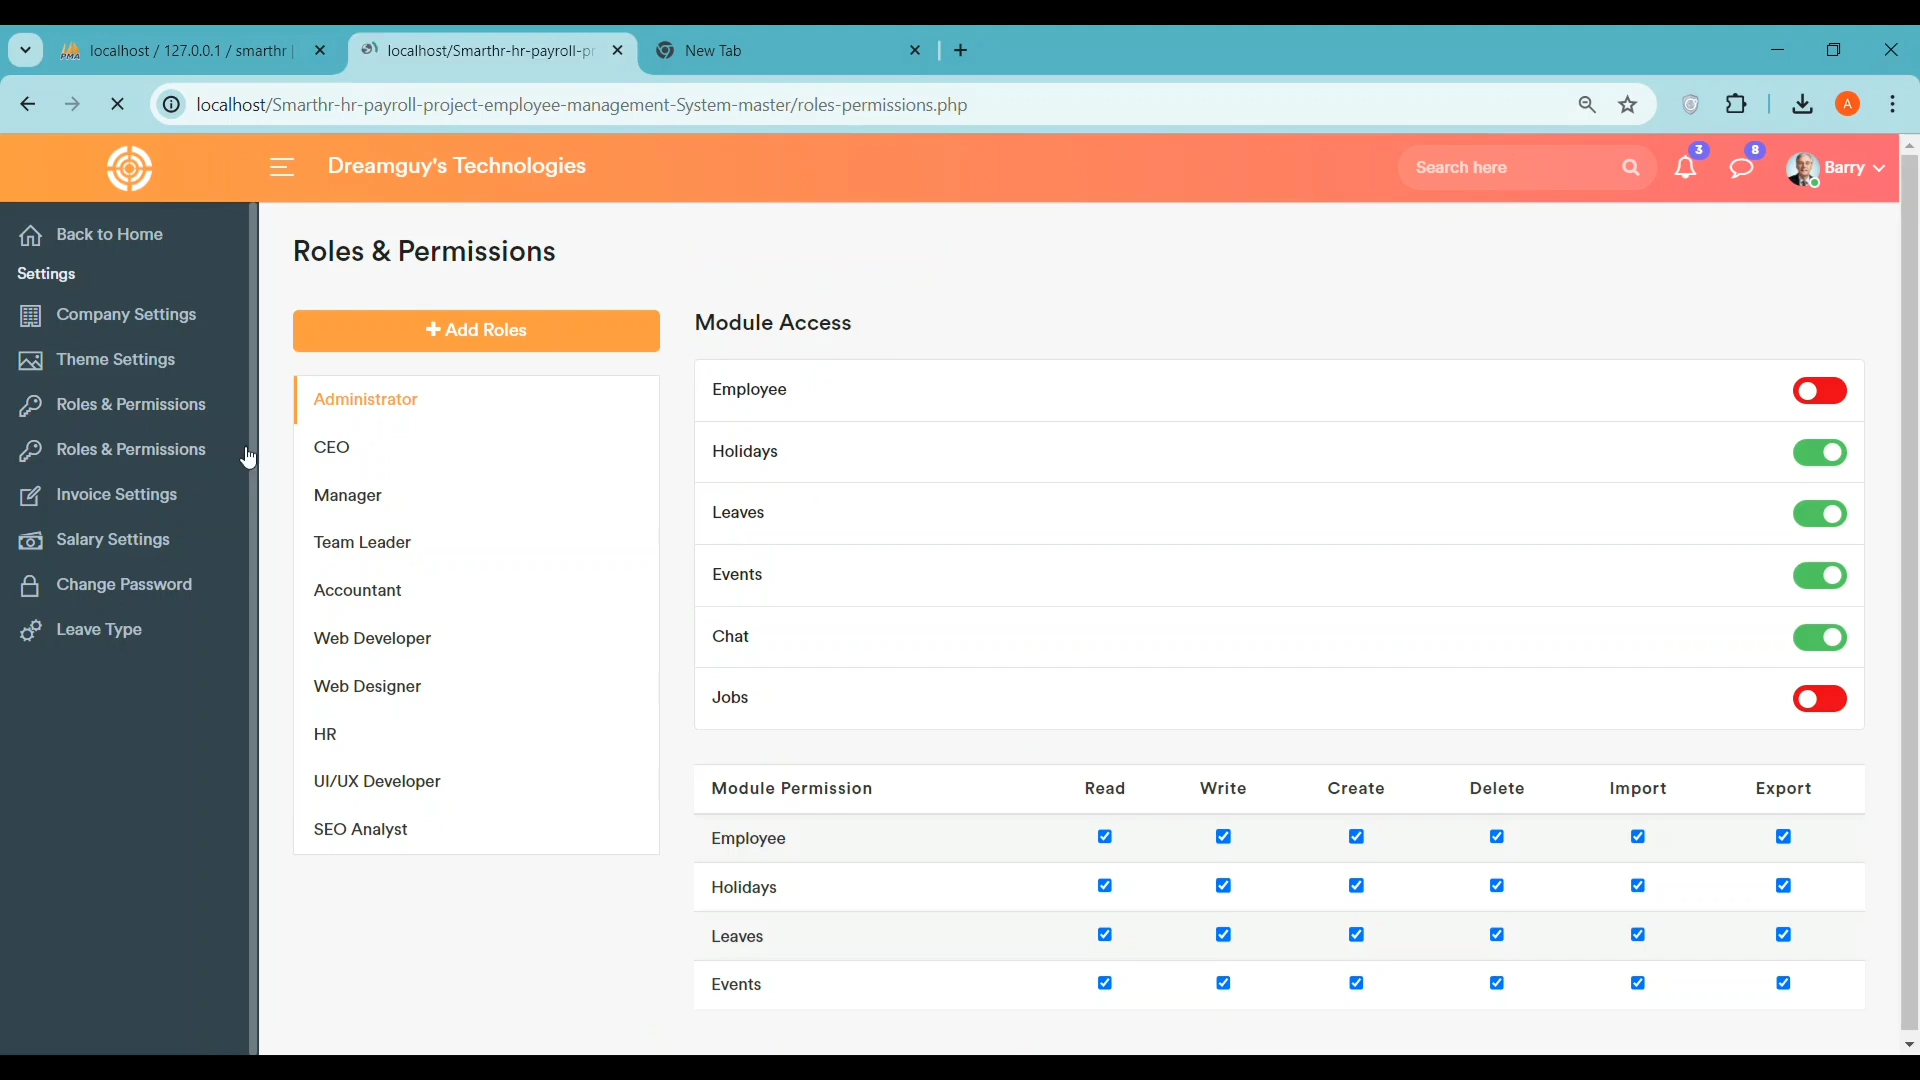 localhost / 127.0.0.1 / smarthr |
localhost/Smarthr-hr-payroll-pr
New Tab
localhost/Smarthr-hr-payroll-project-employee-management-System-master/roles-permissions.php
A
Dreamguy's Technologies
Search here
3
8
Barry
Back to Home
Settings
Company Settings
Theme Settings
Roles & Permissions
Roles & Permissions
Invoice Settings
Salary Settings
Change Password
Leave Type
Roles & Permissions
+ Add Roles
Administrator
CEO
Manager
Team Leader
Accountant
Web Developer
Web Designer
HR
UI/UX Developer
SEO Analyst
Module Access
Employee
Holidays
Leaves
Events
Chat
Jobs
Module Permission Read Write Create Delete Import Export
Employee
Holidays
Leaves
Events